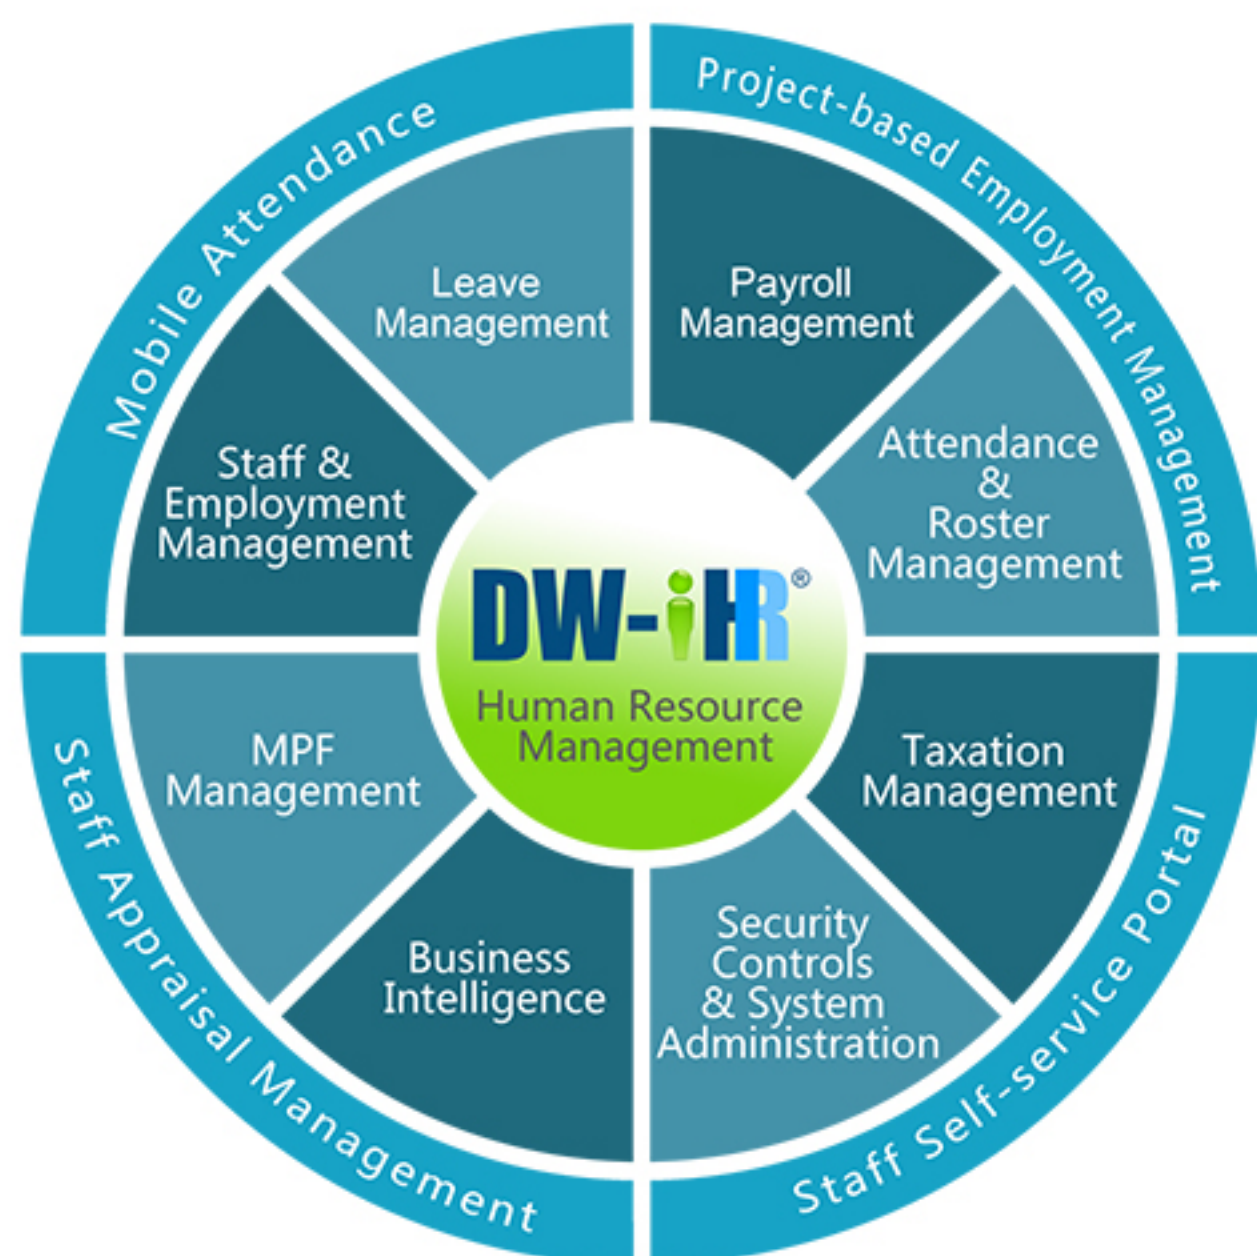 Mobile Attendance
Project-based Employment Management
Leave
Management
Payroll
Management
Staff &
Employment
Management
Attendance
&
Roster
Management
DW-iHR®
Human Resource
Management
MPF
Management
Taxation
Management
Business
Intelligence
Security
Controls
& System
Administration
Staff Appraisal Management
Staff Self-service Portal